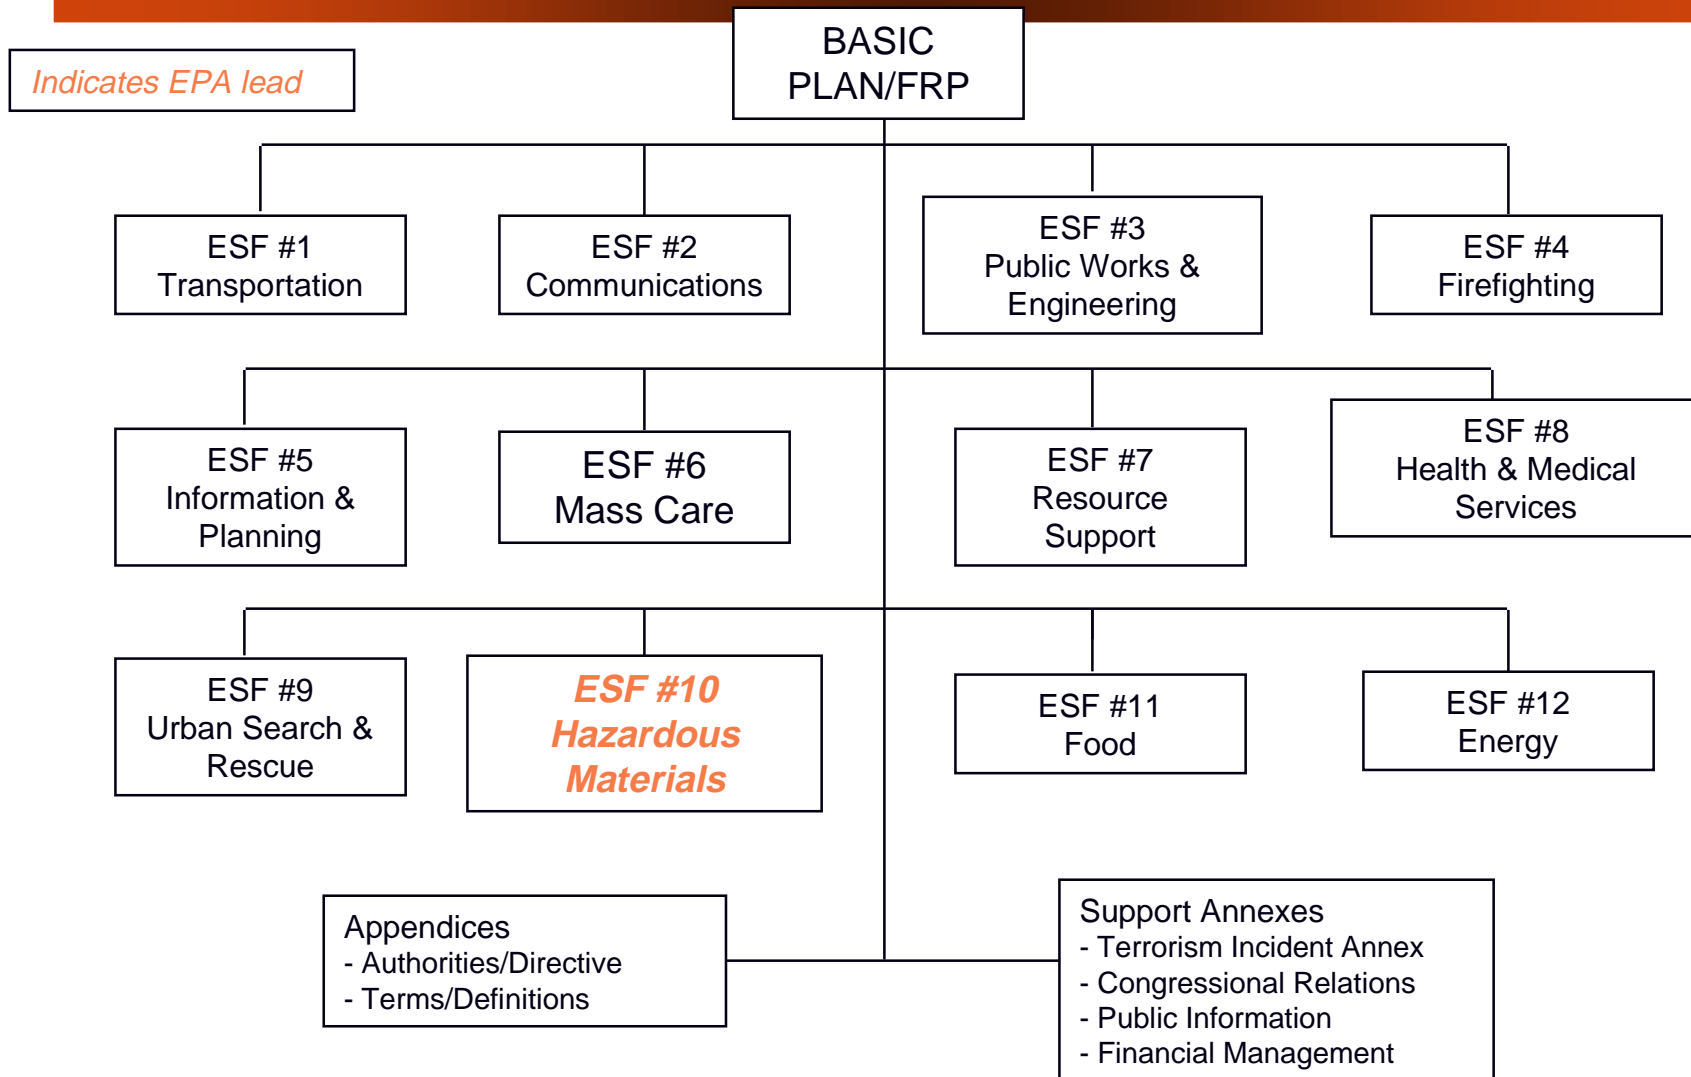 BASIC
PLAN/FRP
Indicates EPA lead
ESF #1
Transportation
ESF #2
Communications
ESF #3
Public Works &
Engineering
ESF #4
Firefighting
ESF #5
Information &
Planning
ESF #6
Mass Care
ESF #7
Resource
Support
ESF #8
Health & Medical
Services
ESF #9
Urban Search &
Rescue
ESF #10
Hazardous
Materials
ESF #11
Food
ESF #12
Energy
Appendices
- Authorities/Directive
- Terms/Definitions
Support Annexes
- Terrorism Incident Annex
- Congressional Relations
- Public Information
- Financial Management